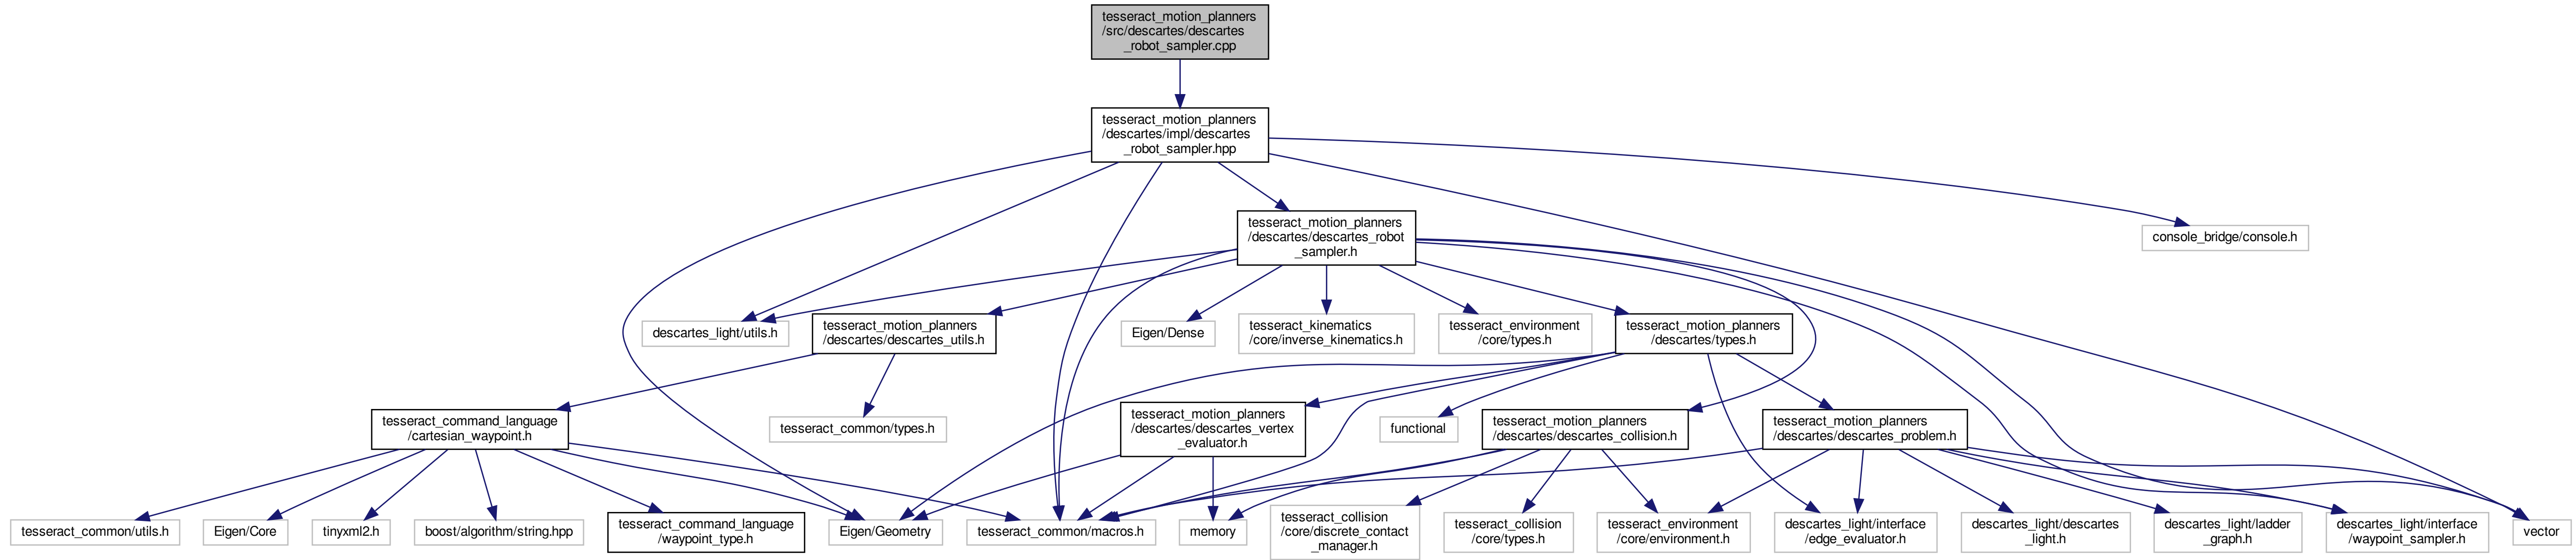 tesseract_motion_planners
/src/descartes/descartes
_robot_sampler.cpp
tesseract_motion_planners
/descartes/impl/descartes
_robot_sampler.hpp
tesseract_motion_planners
/descartes/descartes_robot
_sampler.h
console_bridge/console.h
descartes_light/utils.h
tesseract_motion_planners
/descartes/descartes_utils.h
Eigen/Dense
tesseract_kinematics
/core/inverse_kinematics.h
tesseract_environment
/core/types.h
tesseract_motion_planners
/descartes/types.h
tesseract_command_language
/cartesian_waypoint.h
tesseract_common/types.h
tesseract_motion_planners
/descartes/descartes_vertex
_evaluator.h
functional
tesseract_motion_planners
/descartes/descartes_collision.h
tesseract_motion_planners
/descartes/descartes_problem.h
tesseract_common/utils.h
Eigen/Core
tinyxml2.h
boost/algorithm/string.hpp
tesseract_command_language
/waypoint_type.h
Eigen/Geometry
tesseract_common/macros.h
memory
tesseract_collision
/core/discrete_contact
_manager.h
tesseract_collision
/core/types.h
tesseract_environment
/core/environment.h
descartes_light/interface
/edge_evaluator.h
descartes_light/descartes
_light.h
descartes_light/ladder
_graph.h
descartes_light/interface
/waypoint_sampler.h
vector